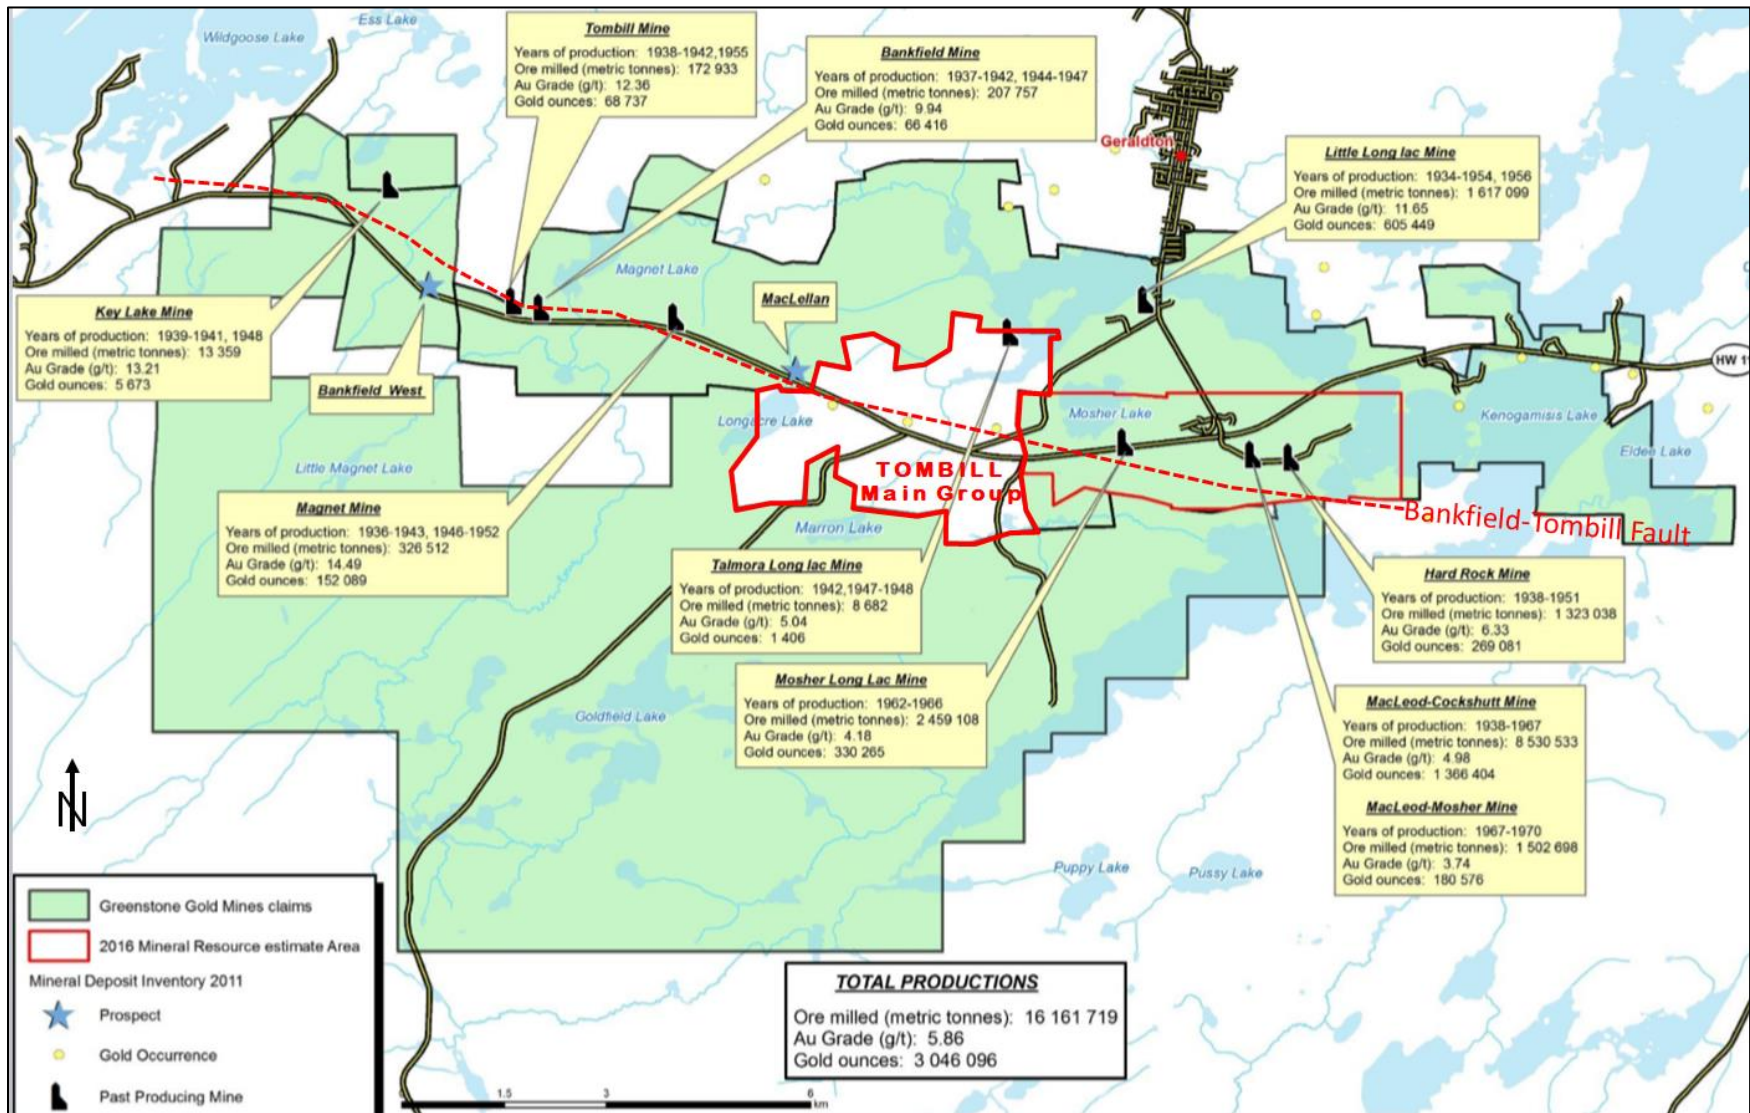 Ess Lake
Wildgoose Lake
Tombill Mine
Years of production: 1938-1942,1955
Ore milled (metric tonnes): 172 933
Au Grade (g/t): 12.36
Gold ounces: 68 737
Bankfield Mine
Years of production: 1937-1942, 1944-1947
Ore milled (metric tonnes): 207 757
Au Grade (g/t): 9.94
Gold ounces: 66 416
Geraldton
Little Long lac Mine
Years of production: 1934-1954, 1956
Ore milled (metric tonnes): 1 617 099
Au Grade (g/t): 11.65
Gold ounces: 605 449
Magnet Lake
MacLellan
Key Lake Mine
Years of production: 1939-1941, 1948
Ore milled (metric tonnes): 13 359
Au Grade (g/t): 13.21
Gold ounces: 5 673
Bankfield West
HW 1
Longacre Lake
Mosher Lake
Kenogamisis Lake
Eldee Lake
Little Magnet Lake
TOMBILL
Main Group
Marron Lake
Bankfield-Tombill Fault
Magnet Mine
Years of production: 1936-1943, 1946-1952
Ore milled (metric tonnes): 326 512
Au Grade (g/t): 14.49
Gold ounces: 152 089
Talmora Long lac Mine
Years of production: 1942,1947-1948
Ore milled (metric tonnes): 8 682
Au Grade (g/t): 5.04
Gold ounces: 1 406
Hard Rock Mine
Years of production: 1938-1951
Ore milled (metric tonnes): 1 323 038
Au Grade (g/t): 6.33
Gold ounces: 269 081
Mosher Long Lac Mine
Years of production: 1962-1966
Ore milled (metric tonnes): 2 459 108
Au Grade (g/t): 4.18
Gold ounces: 330 265
Goldfield Lake
MacLeod-Cockshutt Mine
Years of production: 1938-1967
Ore milled (metric tonnes): 8 530 533
Au Grade (g/t): 4.98
Gold ounces: 1 366 404
MacLeod-Mosher Mine
Years of production: 1967-1970
Ore milled (metric tonnes): 1 502 698
Au Grade (g/t): 3.74
Gold ounces: 180 576
N
Puppy Lake
Pussy Lake
Greenstone Gold Mines claims
2016 Mineral Resource estimate Area
Mineral Deposit Inventory 2011
Prospect
Gold Occurrence
Past Producing Mine
TOTAL PRODUCTIONS
Ore milled (metric tonnes): 16 161 719
Au Grade (g/t): 5.86
Gold ounces: 3 046 096
1.5 3 6
km